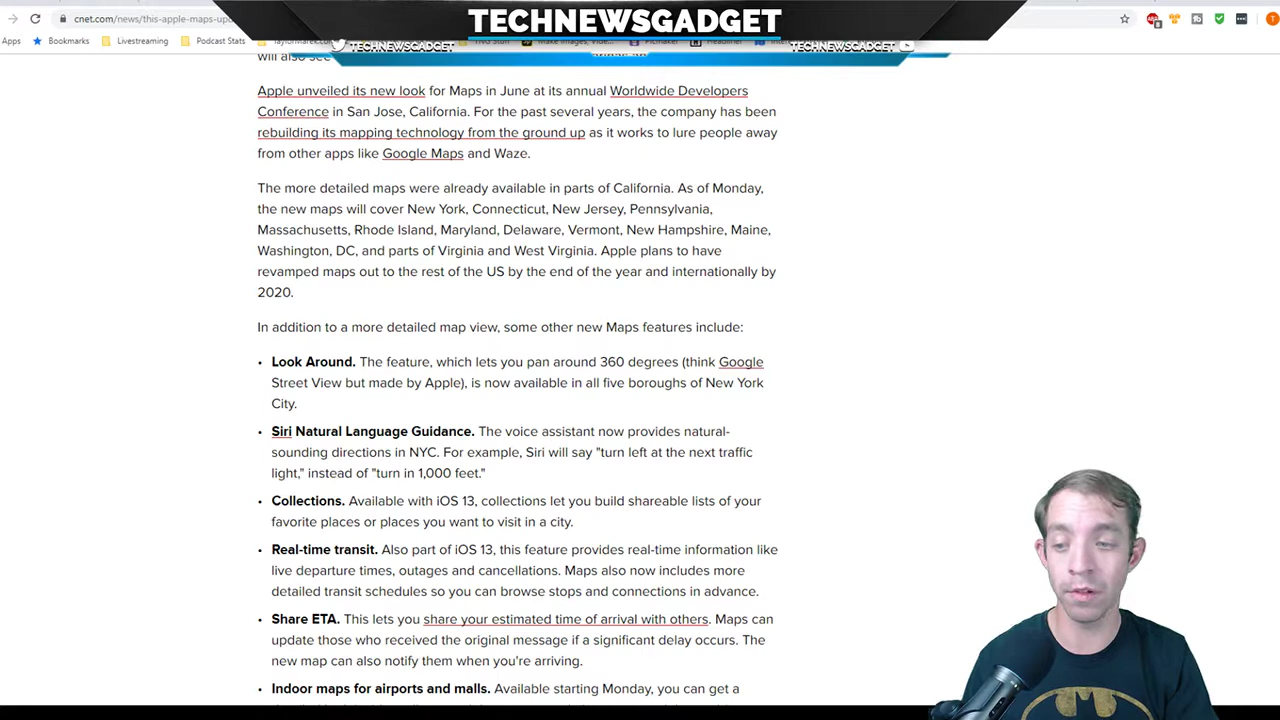 TECHNEWSGADGET
cnet.com/news/this-apple-maps-upd
Apps Bookmarks Livestreaming Podcast Stats
TECHNEWSGADGET TECHNEWSGADGET
will also see
Apple unveiled its new look for Maps in June at its annual Worldwide Developers
Conference in San Jose, California. For the past several years, the company has been
rebuilding its mapping technology from the ground up as it works to lure people away
from other apps like Google Maps and Waze.
The more detailed maps were already available in parts of California. As of Monday,
the new maps will cover New York, Connecticut, New Jersey, Pennsylvania,
Massachusetts, Rhode Island, Maryland, Delaware, Vermont, New Hampshire, Maine,
Washington, DC, and parts of Virginia and West Virginia. Apple plans to have
revamped maps out to the rest of the US by the end of the year and internationally by
2020.
In addition to a more detailed map view, some other new Maps features include:
• Look Around. The feature, which lets you pan around 360 degrees (think Google
Street View but made by Apple), is now available in all five boroughs of New York
City.
• Siri Natural Language Guidance. The voice assistant now provides natural-
sounding directions in NYC. For example, Siri will say "turn left at the next traffic
light," instead of "turn in 1,000 feet."
• Collections. Available with iOS 13, collections let you build shareable lists of your
favorite places or places you want to visit in a city.
• Real-time transit. Also part of iOS 13, this feature provides real-time information like
live departure times, outages and cancellations. Maps also now includes more
detailed transit schedules so you can browse stops and connections in advance.
• Share ETA. This lets you share your estimated time of arrival with others. Maps can
update those who received the original message if a significant delay occurs. The
new map can also notify them when you're arriving.
• Indoor maps for airports and malls. Available starting Monday, you can get a